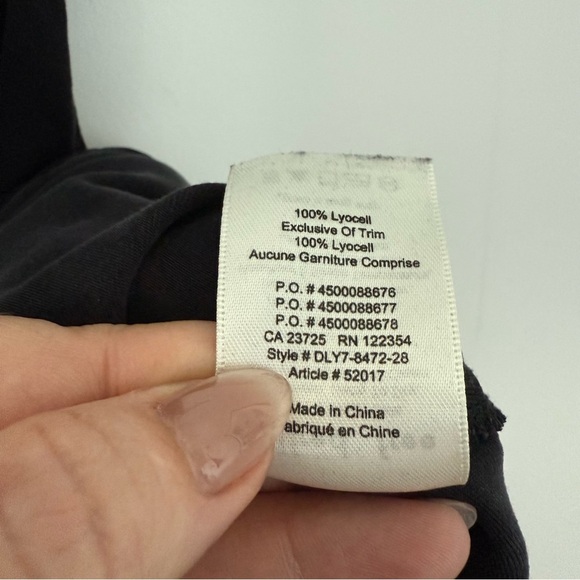 100% Lyocell
Exclusive Of Trim
100% Lyocell
Aucune Garniture Comprise
P.O. # 4500088676
P.O. # 4500088677
P.O. # 4500088678
CA 23725 RN 122354
Style # DLY7-8472-28
Article # 52017
Made in China
abriqué en Chine